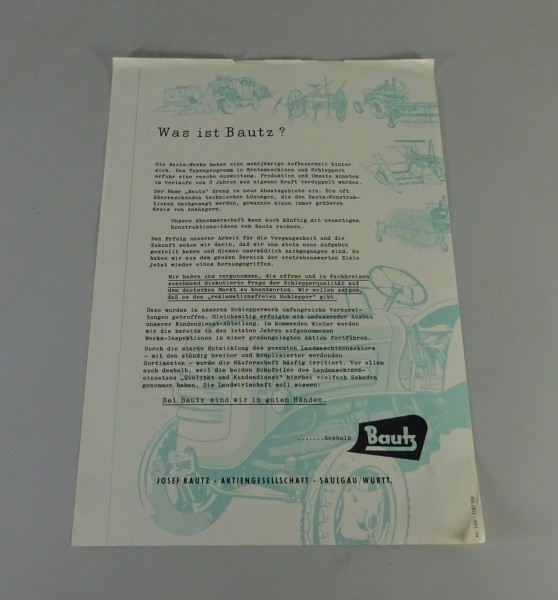 Was ist Bautz?
Die Bautz-Werke haben eine mehrjährige Aufbauarbeit hinter
sich. Das Typenprogramm in Erntemaschinen und Schleppern
erfuhr eine rasche Ausweitung. Produktion und Umsatz konnten
im Verlaufe von 3 Jahren aus eigener Kraft verdoppelt werden.
Der Name „Bautz" drang in neue Absatzgebiete ein. Die oft
überraschenden technischen Lösungen, die den Bautz-Konstruk-
tionen nachgesagt werden, gewannen einen immer größeren
Kreis von Anhängern.
Unsere Abnehmerschaft kann auch künftig mit neuartigen
Konstruktions-Ideen von Bautz rechnen.
Den Erfolg unserer Arbeit für die Vergangenheit und die
Zukunft sehen wir darin, daß wir uns stets neue Aufgaben
gestellt haben und diesen unermüdlich nachgegangen sind. So
haben wir aus dem großen Bereich der erstrebenswerten Ziele
jetzt wieder eines herausgegriffen.
Wir haben uns vorgenommen, die offene und in Fachkreisen
zunehmend diskutierte Frage der Schlepperqualität auf
dem deutschen Markt zu beantworten. Wir wollen zeigen,
daß es den „reklamationsfreien Schlepper" gibt.
Dazu wurden in unserem Schlepperwerk umfangreiche Vorberei-
tungen getroffen. Gleichzeitig erfolgte ein umfassender Ausbau
unserer Kundendienst-Abteilung. Im kommenden Winter werden
wir die bereits in den letzten Jahren aufgenommenen
Werks-Inspektionen in einer großangelegten Aktion fortführen.
Durch die starke Entwicklung des gesamten Landmaschinensektors
- mit den ständig breiter und komplizierter werdenden
Sortimenten - wurde die Käuferschaft häufig irritiert. Vor allem
auch deshalb, weil die beiden Eckpfeiler des Landmaschinen-
einsatzes „Qualität und Kundendienst" hierbei vielfach Schaden
genommen haben. Die Landwirtschaft soll wissen:
Bei Bautz sind wir in guten Händen.
.......deshalb Bautz
JOSEF BAUTZ - AKTIENGESELLSCHAFT - SAULGAU/WÜRTT.